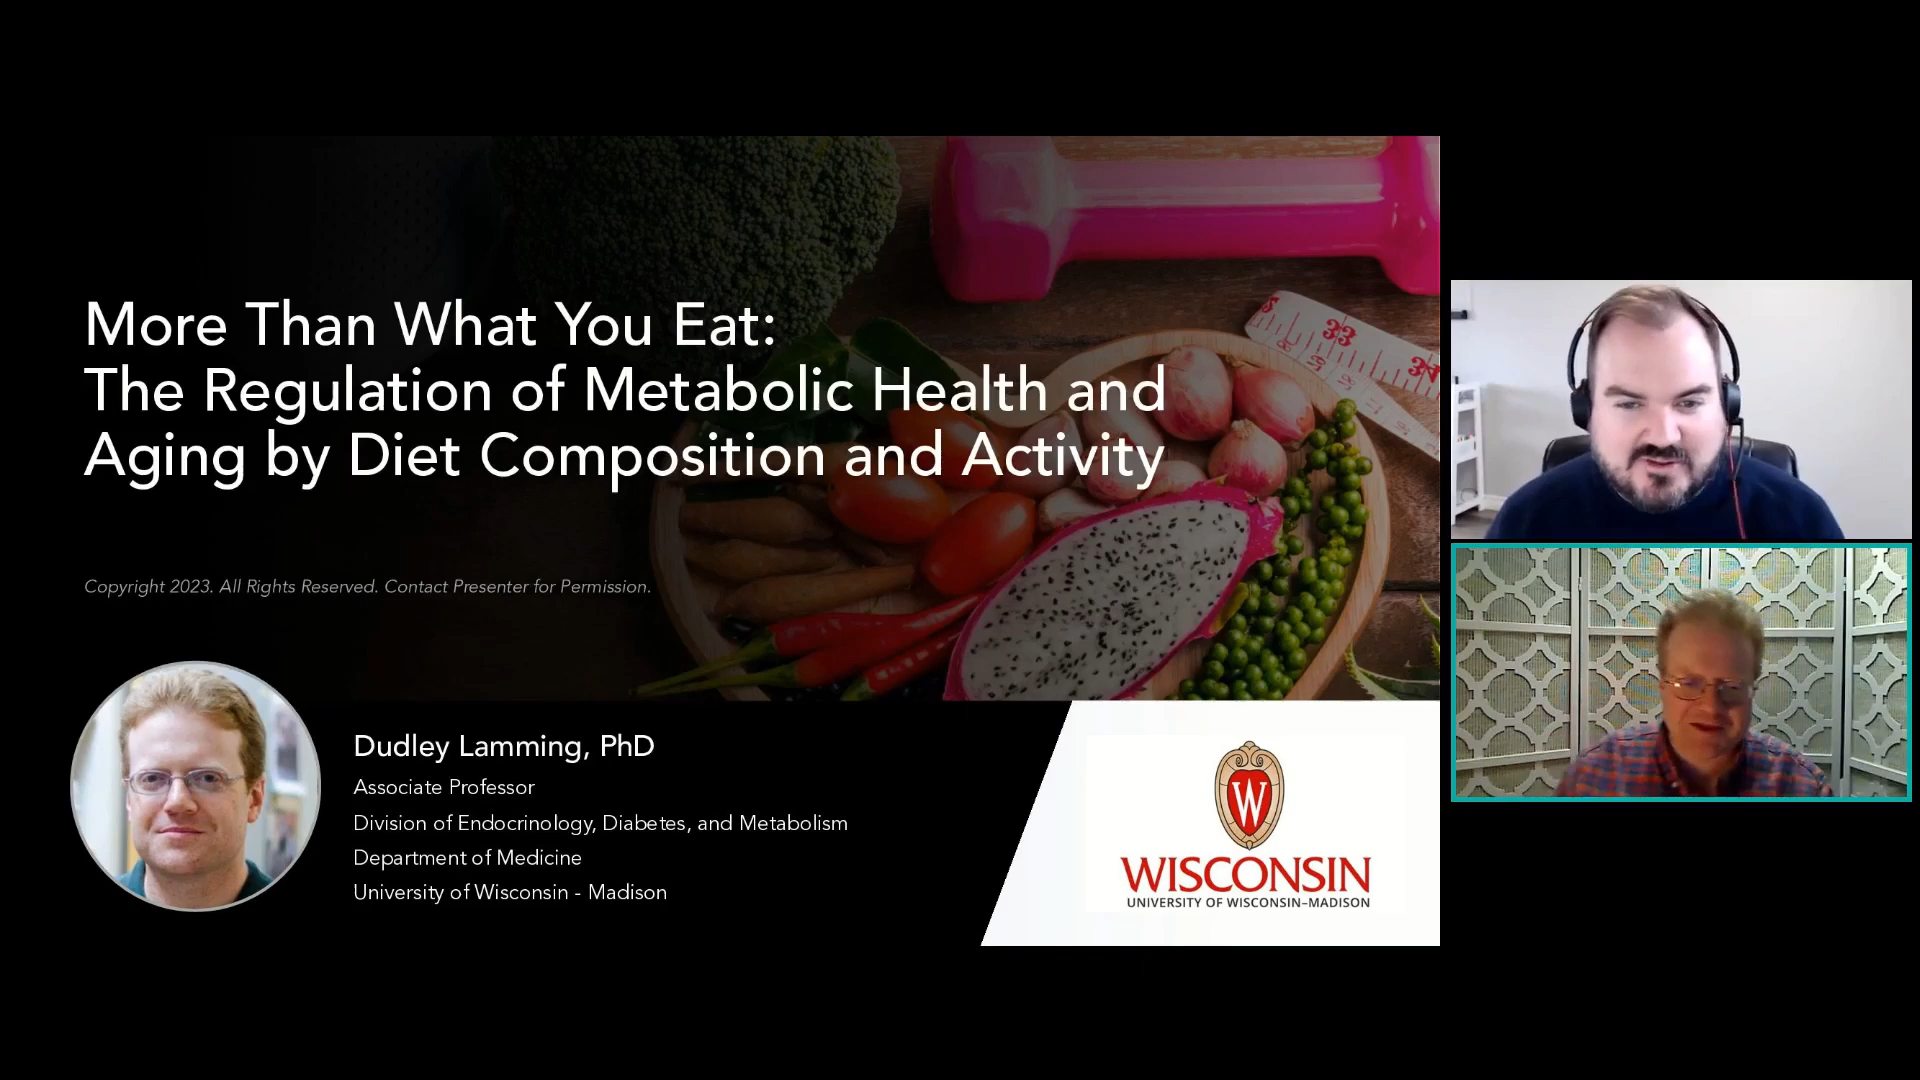 More Than What You Eat:
The Regulation of Metabolic Health and
Aging by Diet Composition and Activity
Copyright 2023. All Rights Reserved. Contact Presenter for Permission.
Dudley Lamming, PhD
Associate Professor
Division of Endocrinology, Diabetes, and Metabolism
Department of Medicine
University of Wisconsin - Madison
33
W
WISCONSIN
UNIVERSITY OF WISCONSIN–MADISON